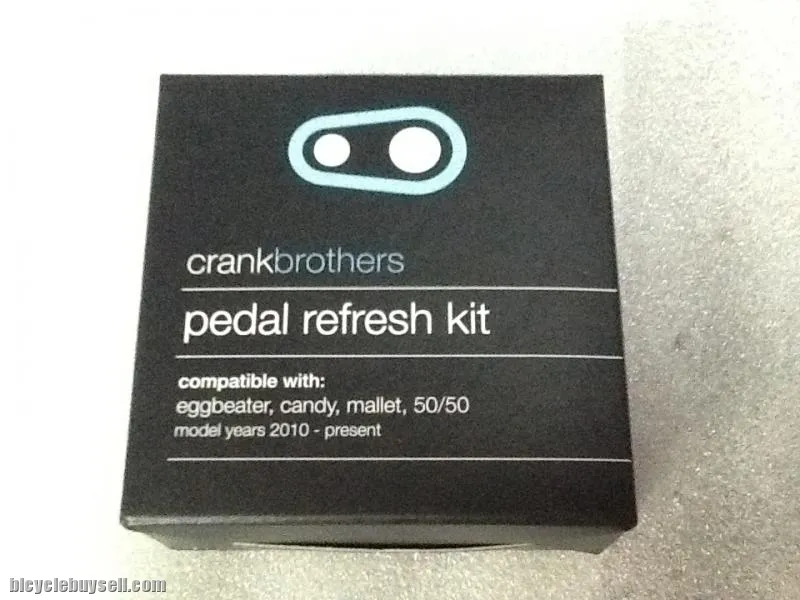 crankbrothers
pedal refresh kit
compatible with:
eggbeater, candy, mallet, 50/50
model years 2010 - present
bicyclebuysell.com